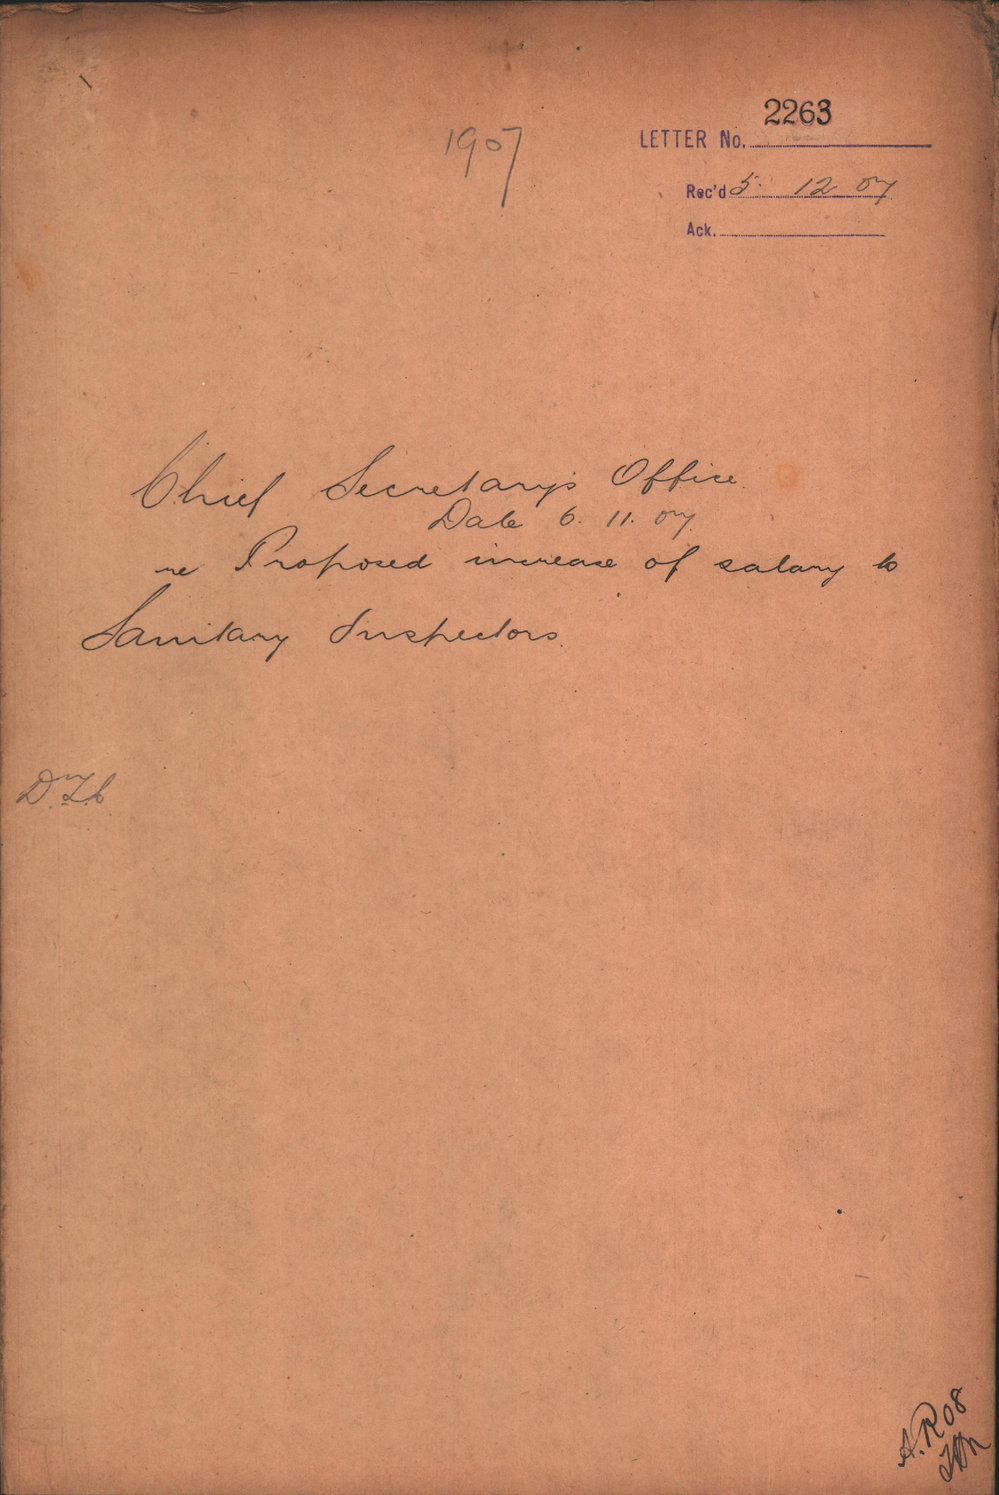 1907
2263
LETTER No.
Rec'd 5. 12 07
Ack.
Chief Secretary's Office.
Date 6. 11. 07.
re Proposed increase of salary to
Sanitary Inspectors.
A.R 08